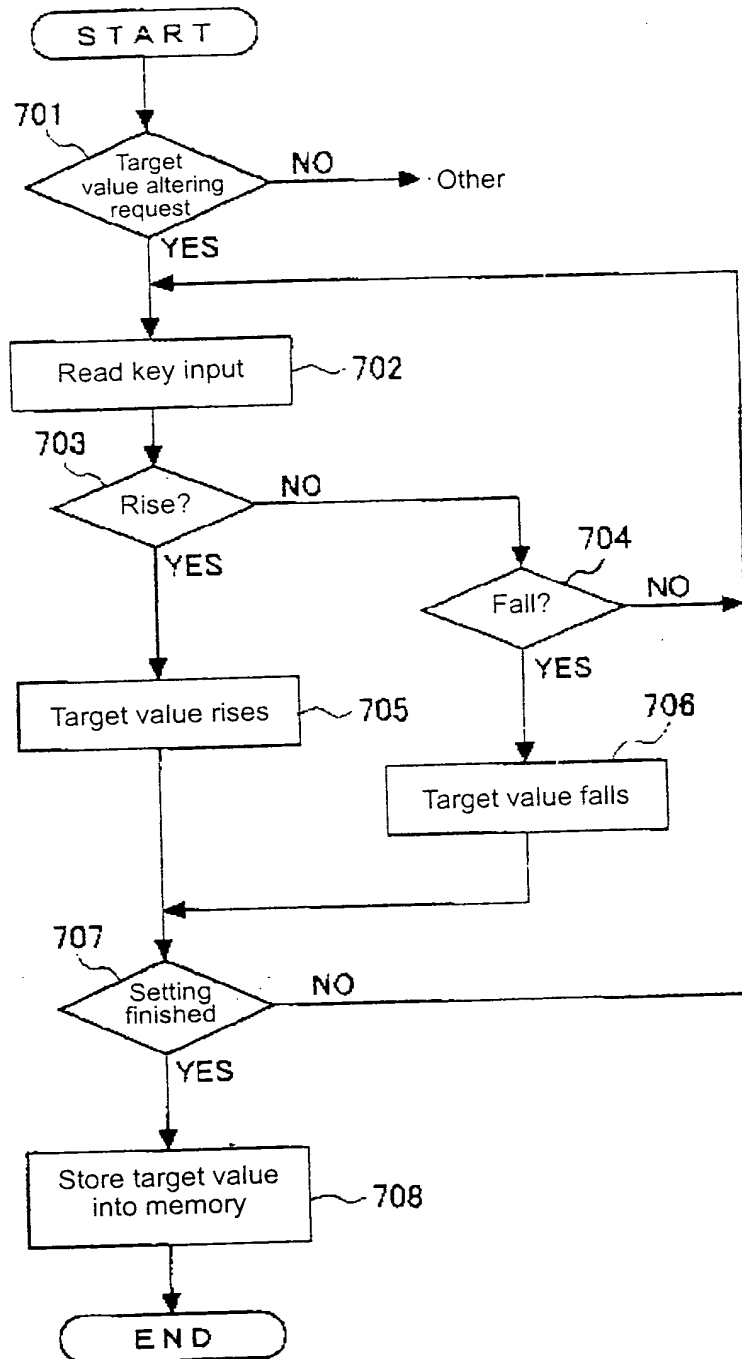 START
701
Target
value altering
request
NO
Other
YES
Read key input
702
703
Rise?
NO
YES
704
Fall?
NO
YES
Target value rises
705
706
Target value falls
707
Setting
finished
NO
YES
Store target value
into memory
708
END